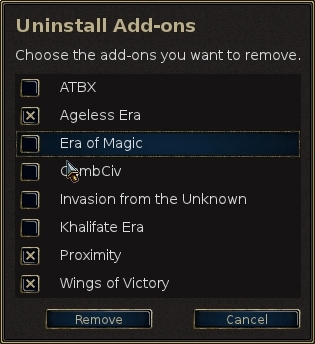 Uninstall Add-ons
Choose the add-ons you want to remove.
ATBX
Ageless Era
Era of Magic
Invasion from the Unknown
Khalifate Era
Proximity
Wings of Victory
Remove
Cancel